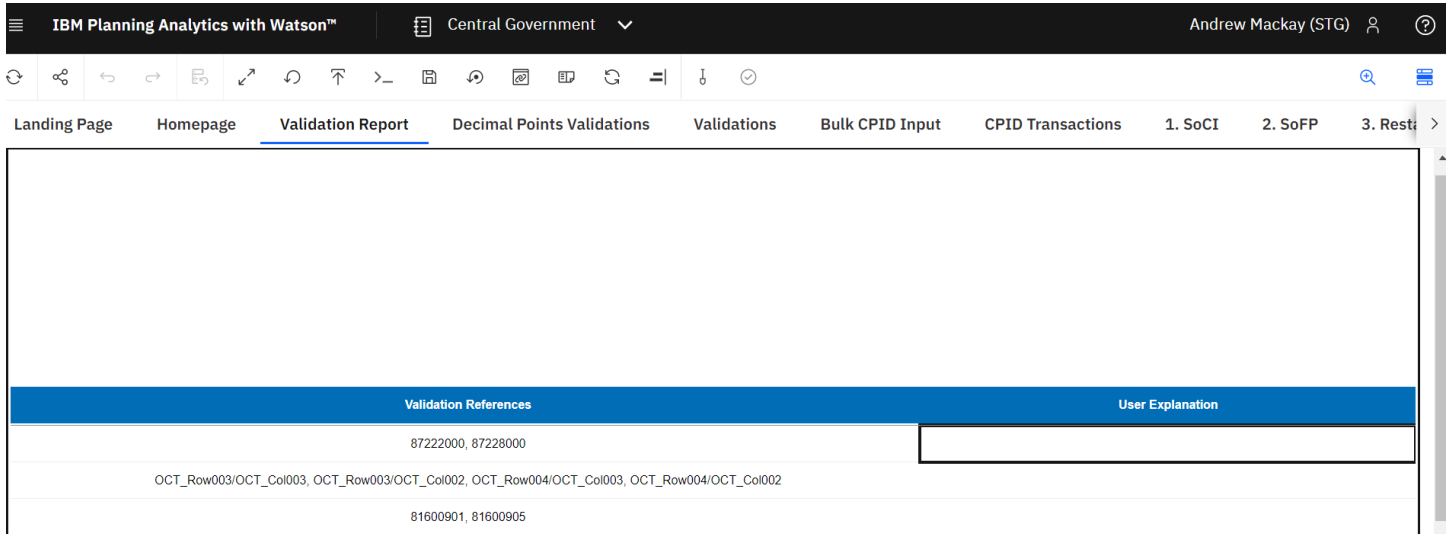 IBM Planning Analytics with Watson™ Central Government Andrew Mackay (STG)
Landing Page Homepage Validation Report Decimal Points Validations Validations Bulk CPID Input CPID Transactions 1. SoCI 2. SoFP 3. Resta
Validation References User Explanation
87222000, 87228000
OCT_Row003/OCT_Col003, OCT_Row003/OCT_Col002, OCT_Row004/OCT_Col003, OCT_Row004/OCT_Col002
81600901, 81600905